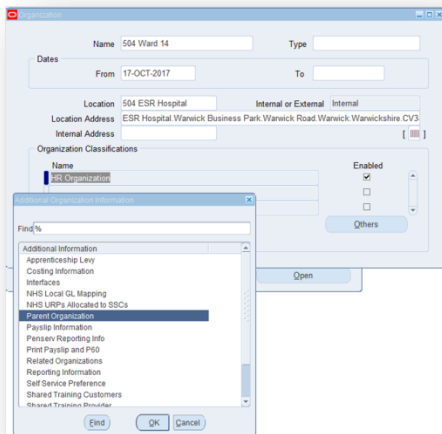 Organization
Name 504 Ward 14 Type
Dates
From 17-OCT-2017 To
Location 504 ESR Hospital Internal or External Internal
Location Address ESR Hospital.Warwick Business Park.Warwick Road.Warwick.Warwickshire.CV3
Internal Address [ ]
Organization Classifications
Name Enabled
HR Organization
Others
Open
Additional Organization Information
Find %
Additional Information
Apprenticeship Levy
Costing Information
Interfaces
NHS Local GL Mapping
NHS URPs Allocated to SSCs
Parent Organization
Payslip Information
Penserv Reporting Info
Print Payslip and P60
Related Organizations
Reporting Information
Self Service Preference
Shared Training Customers
Shared Training Provider
Find OK Cancel